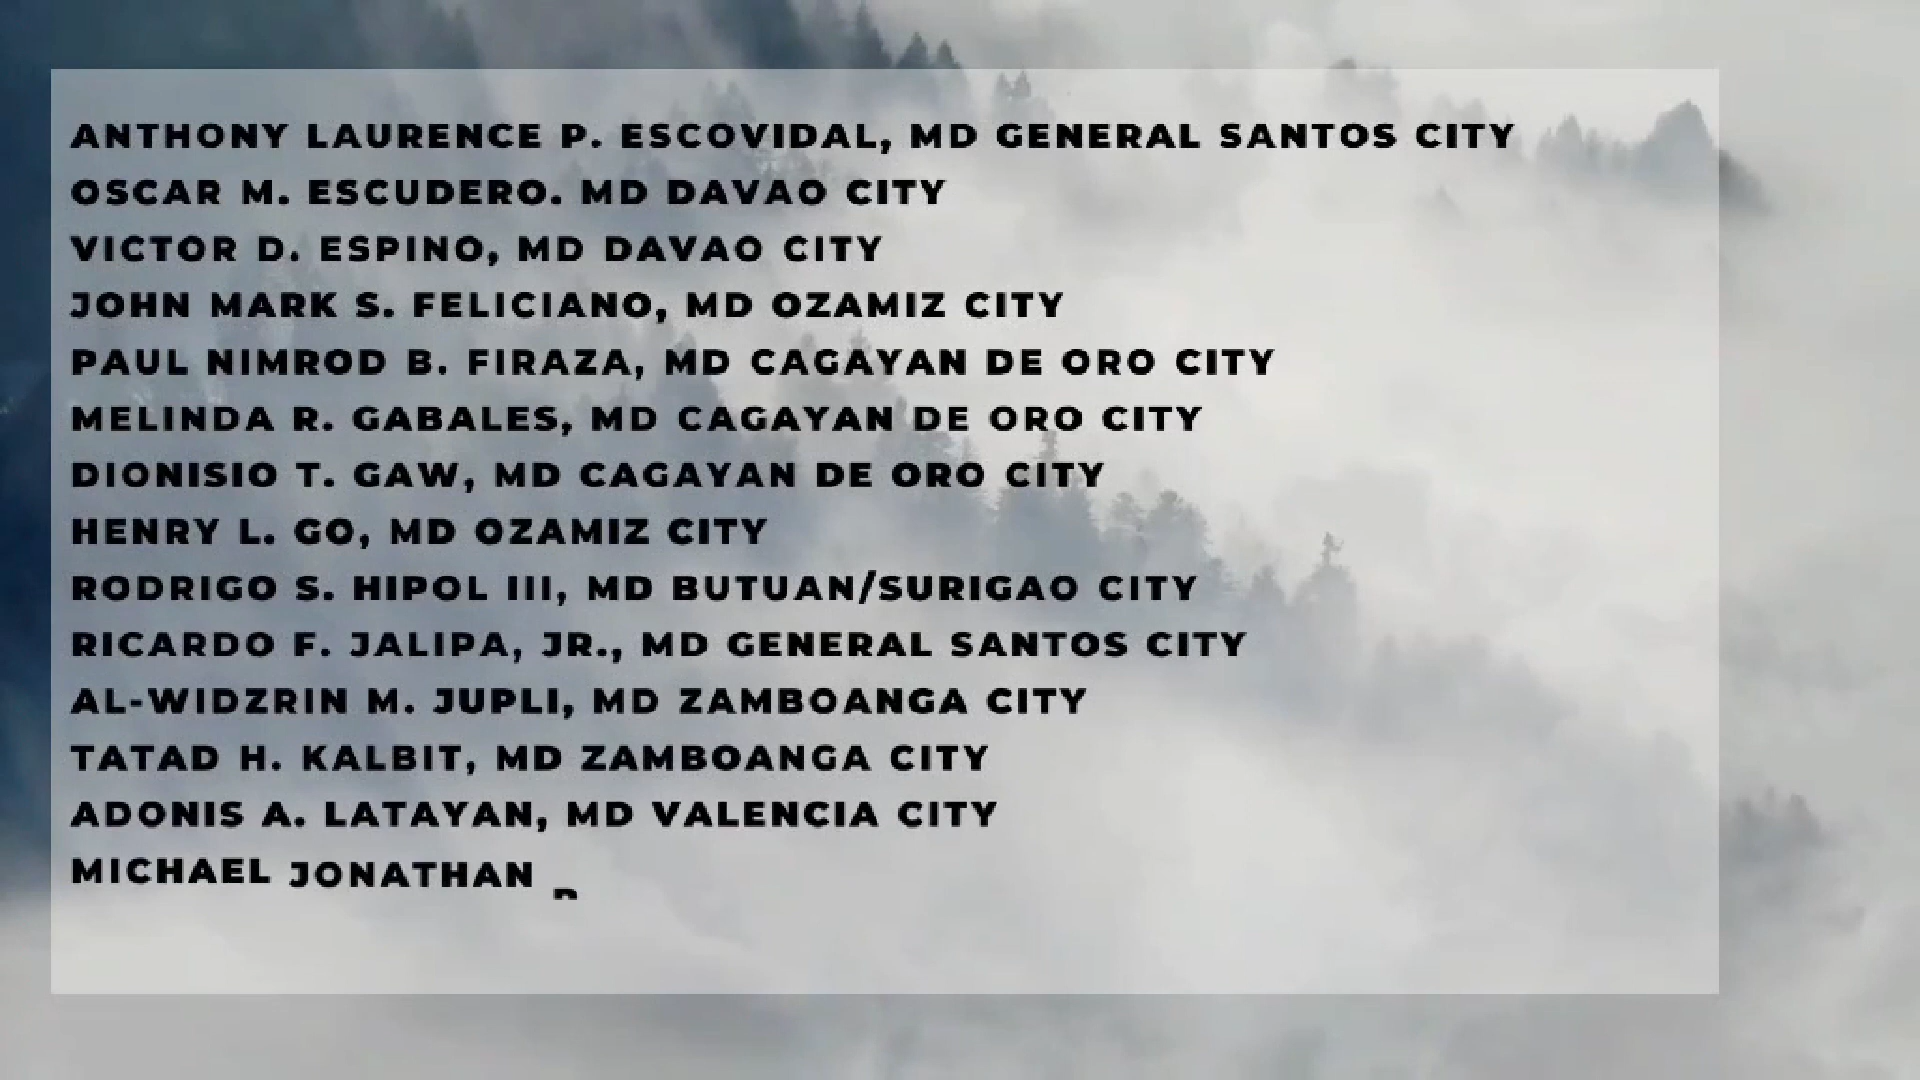 ANTHONY LAURENCE P. ESCOVIDAL, MD GENERAL SANTOS CITY
OSCAR M. ESCUDERO. MD DAVAO CITY
VICTOR D. ESPINO, MD DAVAO CITY
JOHN MARK S. FELICIANO, MD OZAMIZ CITY
PAUL NIMROD B. FIRAZA, MD CAGAYAN DE ORO CITY
MELINDA R. GABALES, MD CAGAYAN DE ORO CITY
DIONISIO T. GAW, MD CAGAYAN DE ORO CITY
HENRY L. GO, MD OZAMIZ CITY
RODRIGO S. HIPOL III, MD BUTUAN/SURIGAO CITY
RICARDO F. JALIPA, JR., MD GENERAL SANTOS CITY
AL-WIDZRIN M. JUPLI, MD ZAMBOANGA CITY
TATAD H. KALBIT, MD ZAMBOANGA CITY
ADONIS A. LATAYAN, MD VALENCIA CITY
MICHAEL JONATHAN